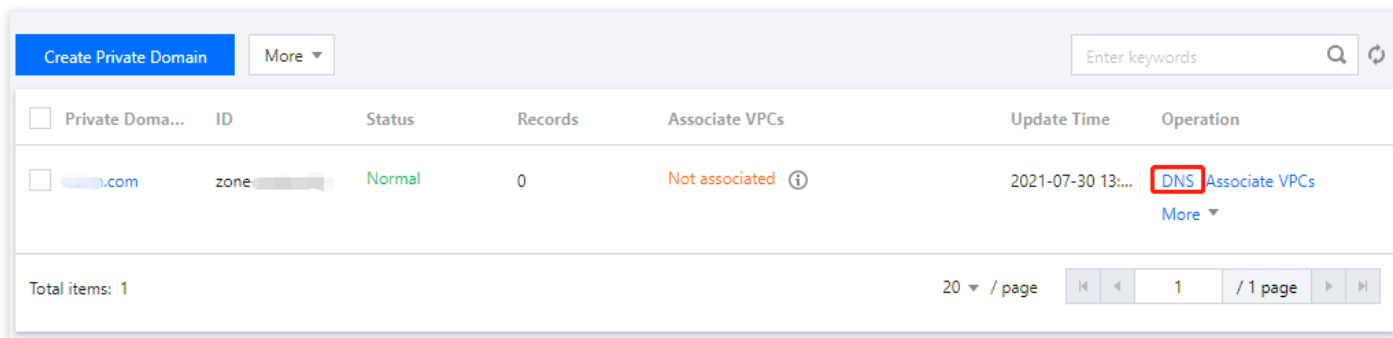 Create Private Domain More Enter keywords
Private Doma... ID Status Records Associate VPCs Update Time Operation
.com zone- Normal 0 Not associated 2021-07-30 13:... DNS Associate VPCs
More
Total items: 1 20 / page 1 / 1 page